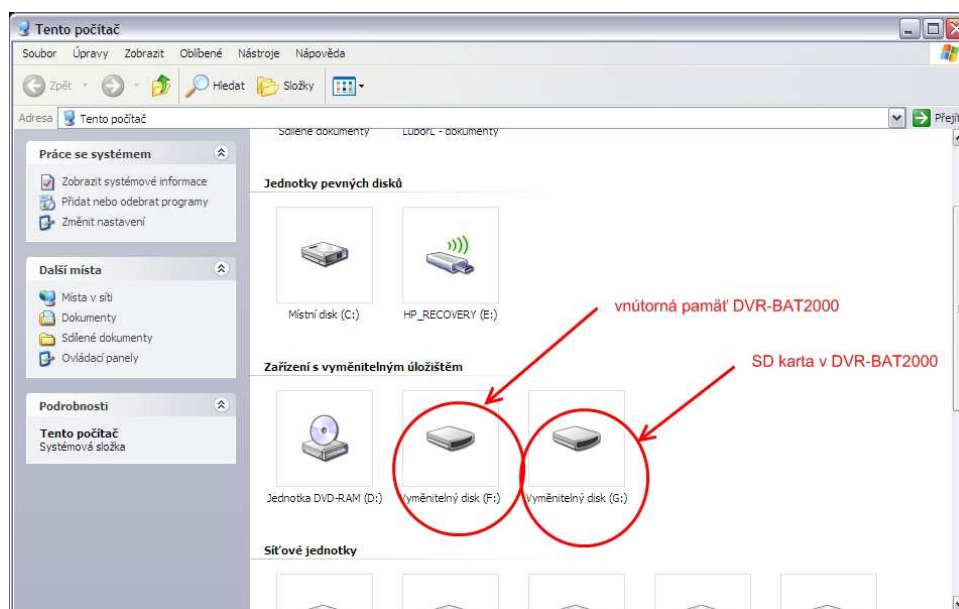 Tento počítač
Soubor Úpravy Zobrazit Oblíbené Nástroje Nápověda
Zpět Hledat Složky
Adresa Tento počítač Přejít
Sdílené dokumenty LuborL - dokumenty
Práce se systémem
Zobrazit systémové informace
Přidat nebo odebrat programy
Změnit nastavení
Další místa
Místa v síti
Dokumenty
Sdílené dokumenty
Ovládací panely
Podrobnosti
Tento počítač
Systémová složka
Jednotky pevných disků
Místní disk (C:) HP_RECOVERY (E:)
vnútorná pamäť DVR-BAT2000
SD karta v DVR-BAT2000
Zařízení s vyměnitelným úložištěm
Jednotka DVD-RAM (D:) Vyměnitelný disk (F:) Vyměnitelný disk (G:)
Síťové jednotky